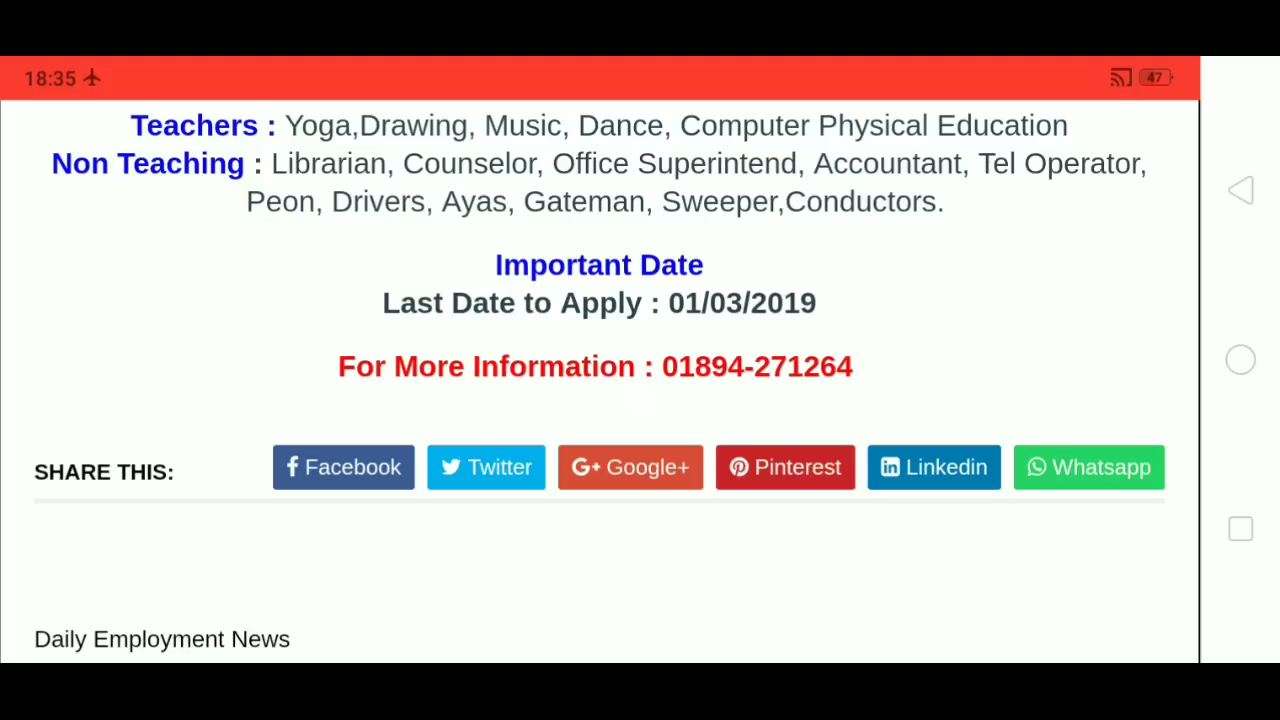 18:35
47
Teachers : Yoga,Drawing, Music, Dance, Computer Physical Education
Non Teaching : Librarian, Counselor, Office Superintend, Accountant, Tel Operator,
Peon, Drivers, Ayas, Gateman, Sweeper,Conductors.
Important Date
Last Date to Apply : 01/03/2019
For More Information : 01894-271264
SHARE THIS: Facebook Twitter G+ Google+ Pinterest in Linkedin Whatsapp
Daily Employment News